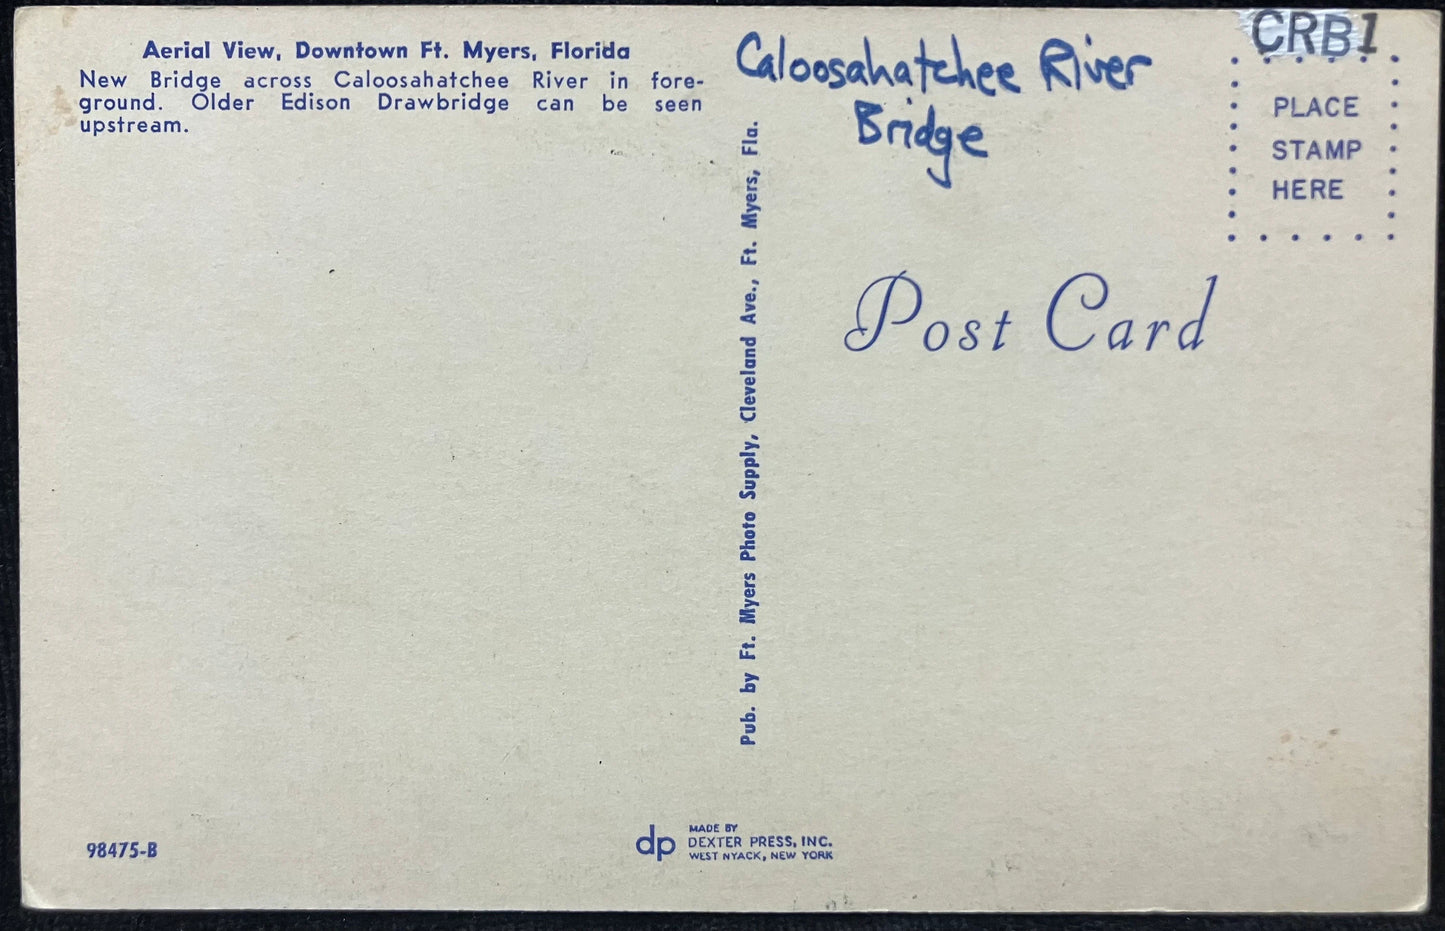 Aerial View, Downtown Ft. Myers, Florida
New Bridge across Caloosahatchee River in fore-
ground. Older Edison Drawbridge can be seen
upstream.
Caloosahatchee River
Bridge
CRB1
PLACE
STAMP
HERE
Post Card
Pub. by Ft. Myers Photo Supply, Cleveland Ave., Ft. Myers, Fla.
98475-B
dp
MADE BY
DEXTER PRESS, INC.
WEST NYACK, NEW YORK